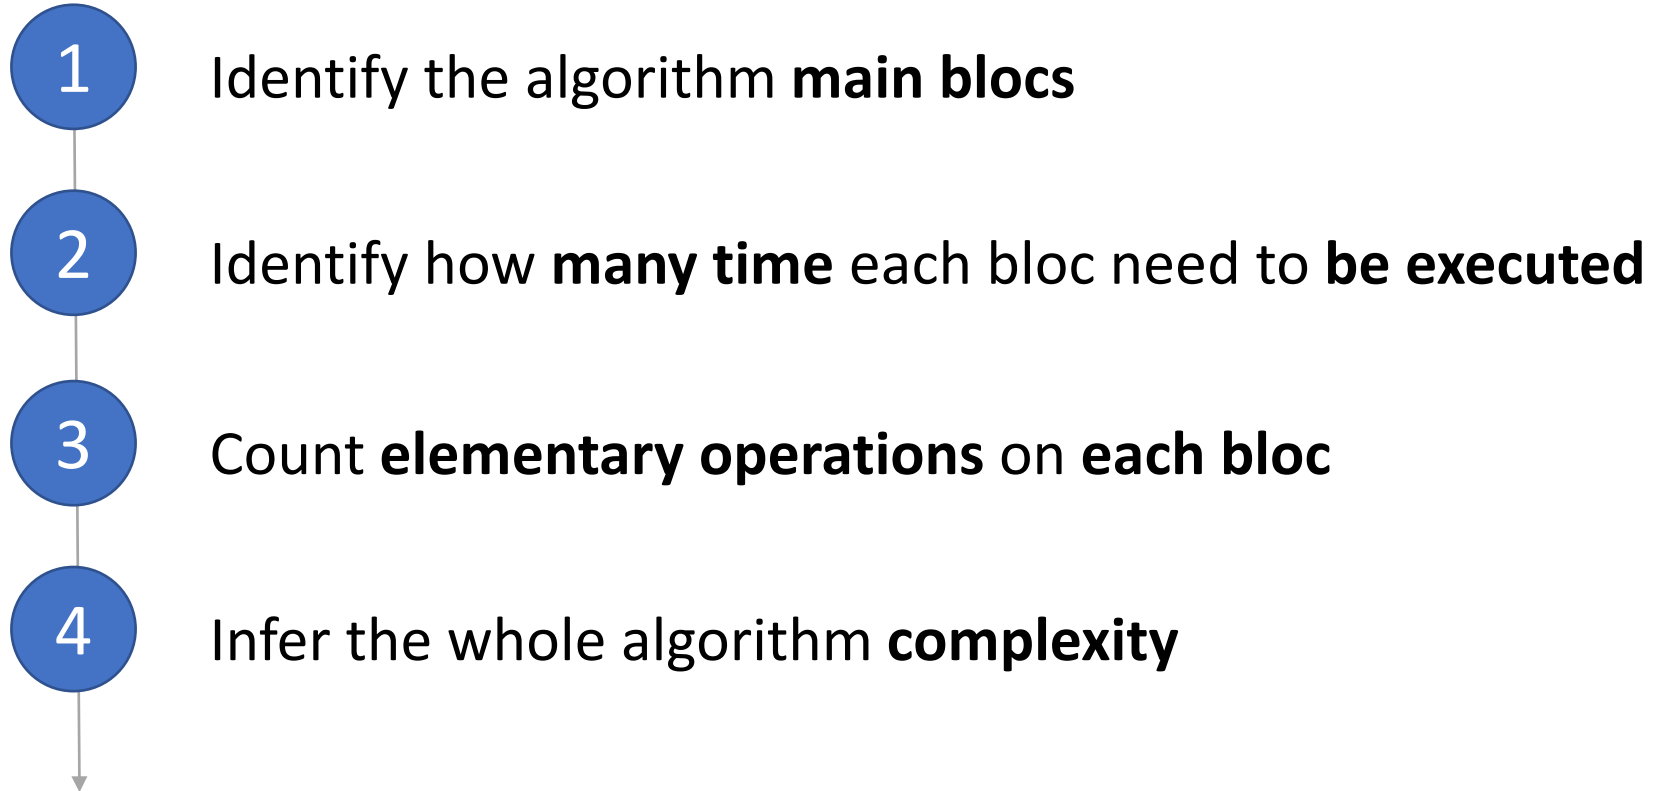 1 Identify the algorithm main blocs
2 Identify how many time each bloc need to be executed
3 Count elementary operations on each bloc
4 Infer the whole algorithm complexity